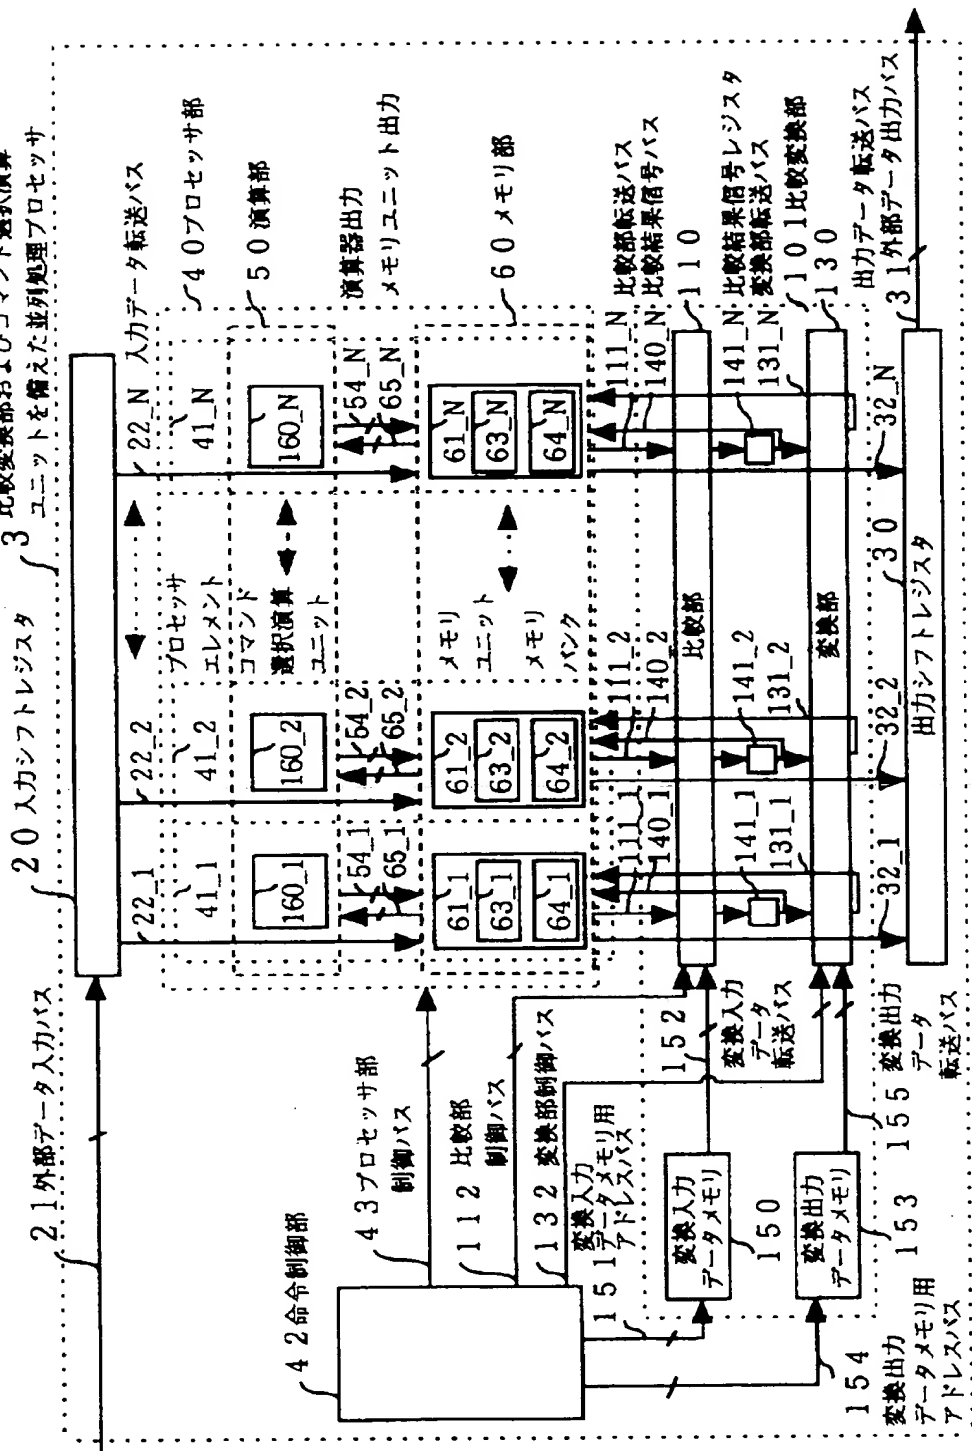 3 比較変換部およびコマンド選択演算
ユニットを備えた並列処理プロセッサ
20 入力シフトレジスタ
21 外部データ入力バス
22_1
22_2
22_N 入力データ転送バス
40 プロセッサ部
41_1
41_2
プロセッサ
エレメント
41_N
50 演算部
160_1
160_2
コマンド
選択演算
ユニット
160_N
54_1
65_1
54_2
65_2
54_N
65_N
演算器出力
メモリユニット出力
60 メモリ部
61_1
63_1
64_1
61_2
63_2
64_2
メモリ
ユニット
メモリ
バンク
61_N
63_N
64_N
42 命令制御部
43 プロセッサ部
制御バス
112 比較部
制御バス
132 変換部制御バス
111_1
140_1
111_2
140_2
111_N
140_N
比較部転送バス
比較結果信号バス
110
比較部
141_1
131_1
141_2
131_2
141_N
131_N
比較結果信号レジスタ
変換部転送バス
101 比較変換部
130
変換部
151 変換入力
データメモリ用
アドレスバス
変換入力
データメモリ
150
152
変換入力
データ
転送バス
変換出力
データメモリ
153
154
変換出力
データメモリ用
アドレスバス
155 変換出力
データ
転送バス
32_1
32_2
32_N
出力データ転送バス
31 外部データ出力バス
30
出力シフトレジスタ